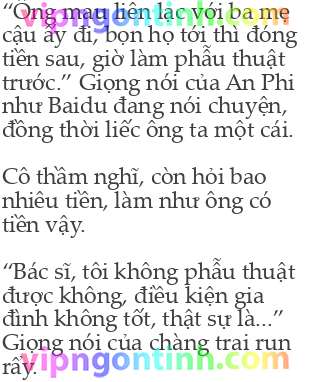 “Ông mau liên lạc với ba mẹ
cậu ấy đi, bọn họ tới thì đóng
tiền sau, giờ làm phẫu thuật
trước.” Giọng nói của An Phi
như Baidu đang nói chuyện,
đồng thời liếc ông ta một cái.
Cô thầm nghĩ, còn hỏi bao
nhiêu tiền, làm như ông có
tiền vậy.
“Bác sĩ, tôi không phẫu thuật
được không, điều kiện gia
đình không tốt, thật sự là...”
Giọng nói của chàng trai run
rẩy.
vipngontinh.com
vipngontinh.com